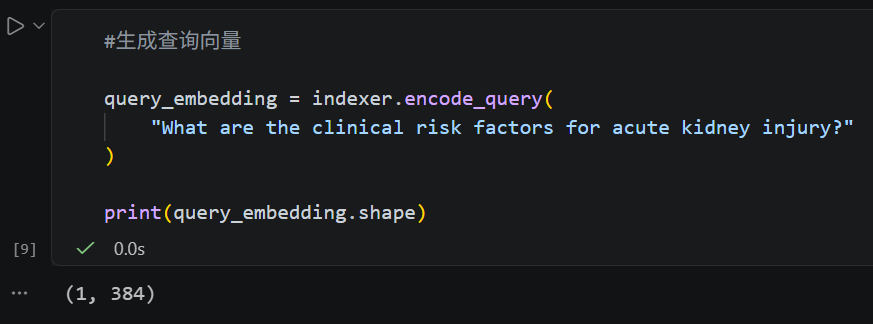 #生成查询向量
query_embedding = indexer.encode_query(
"What are the clinical risk factors for acute kidney injury?"
)
print(query_embedding.shape)
[9]
0.0s
... (1, 384)